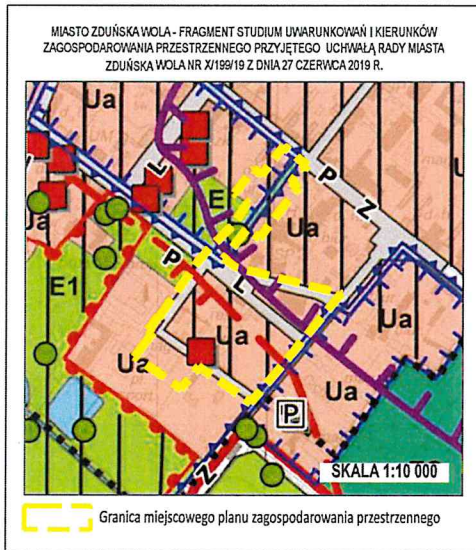 MIASTO ZDUŃSKA WOLA - FRAGMENT STUDIUM UWARUNKOWAŃ I KIERUNKÓW
ZAGOSPODAROWANIA PRZESTRZENNEGO PRZYJĘTEGO UCHWAŁĄ RADY MIASTA
ZDUŃSKA WOLA NR X/199/19 Z DNIA 27 CZERWCA 2019 R.
Ua
L
P
E
Z
Ua
Ua
E1
P
L
Ua
Ua
Ua
P
Z
SKALA 1:10 000
Granica miejscowego planu zagospodarowania przestrzennego